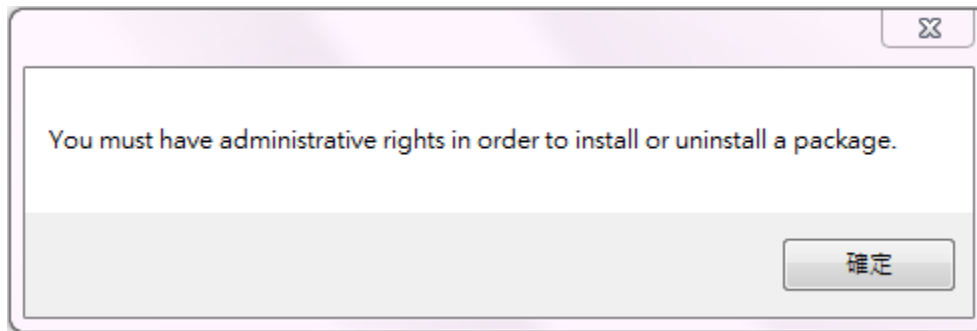 You must have administrative rights in order to install or uninstall a package.
確定